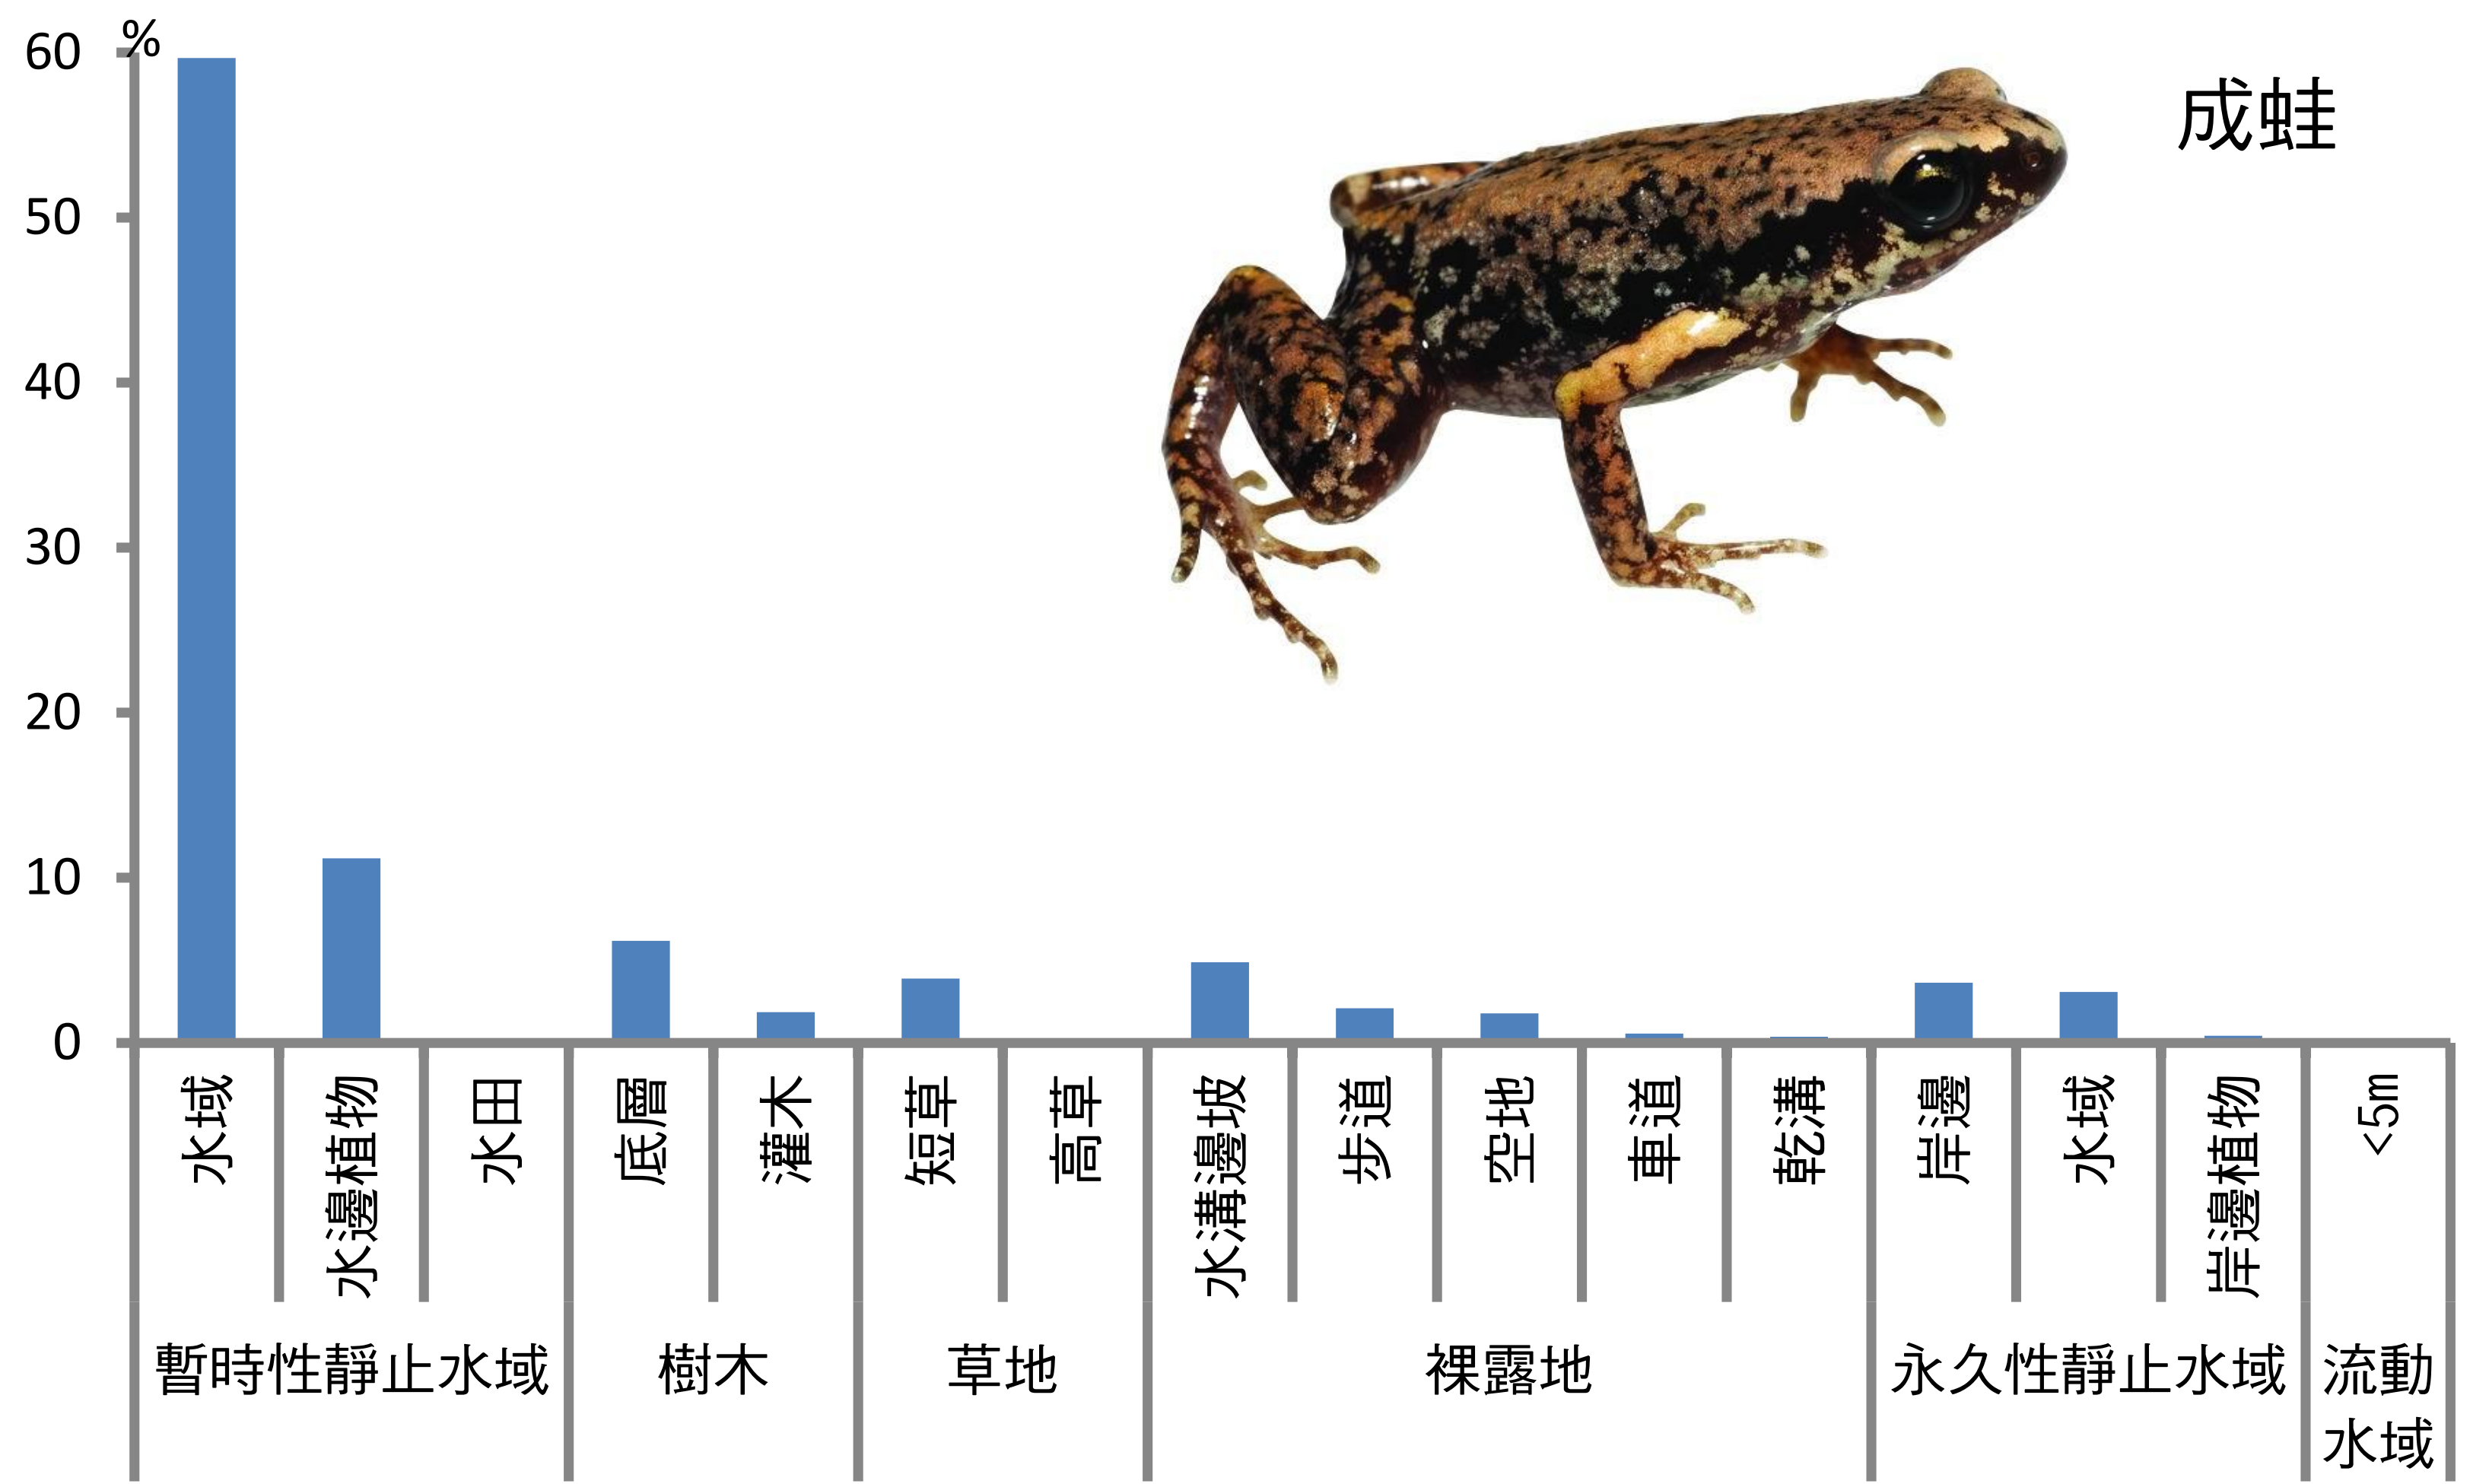 %
60
50
40
30
20
10
0
成蛙
水域
水邊植物
水田
底層
灌木
短草
高草
水溝邊坡
步道
空地
車道
乾溝
岸邊
水域
岸邊植物
<5m
暫時性靜止水域
樹木
草地
裸露地
永久性靜止水域
流動
水域